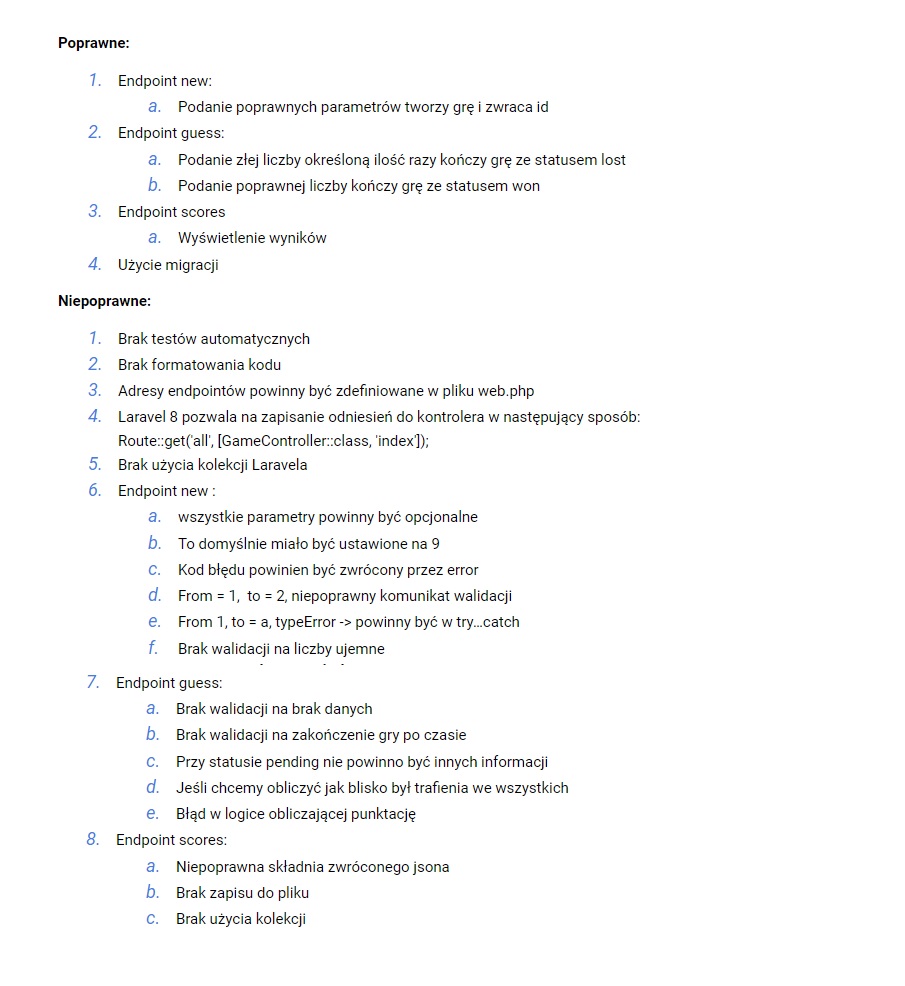 Poprawne:
1. Endpoint new:
a. Podanie poprawnych parametrów tworzy grę i zwraca id
2. Endpoint guess:
a. Podanie złej liczby określoną ilość razy kończy grę ze statusem lost
b. Podanie poprawnej liczby kończy grę ze statusem won
3. Endpoint scores
a. Wyświetlenie wyników
4. Użycie migracji
Niepoprawne:
1. Brak testów automatycznych
2. Brak formatowania kodu
3. Adresy endpointów powinny być zdefiniowane w pliku web.php
4. Laravel 8 pozwala na zapisanie odniesień do kontrolera w następujący sposób:
Route::get('all', [GameController::class, 'index']);
5. Brak użycia kolekcji Laravela
6. Endpoint new :
a. wszystkie parametry powinny być opcjonalne
b. To domyślnie miało być ustawione na 9
c. Kod błędu powinien być zwrócony przez error
d. From = 1,  to = 2, niepoprawny komunikat walidacji
e. From 1, to = a, typeError -> powinny być w try...catch
f. Brak walidacji na liczby ujemne
7. Endpoint guess:
a. Brak walidacji na brak danych
b. Brak walidacji na zakończenie gry po czasie
c. Przy statusie pending nie powinno być innych informacji
d. Jeśli chcemy obliczyć jak blisko był trafienia we wszystkich
e. Błąd w logice obliczającej punktację
8. Endpoint scores:
a. Niepoprawna składnia zwróconego jsona
b. Brak zapisu do pliku
c. Brak użycia kolekcji